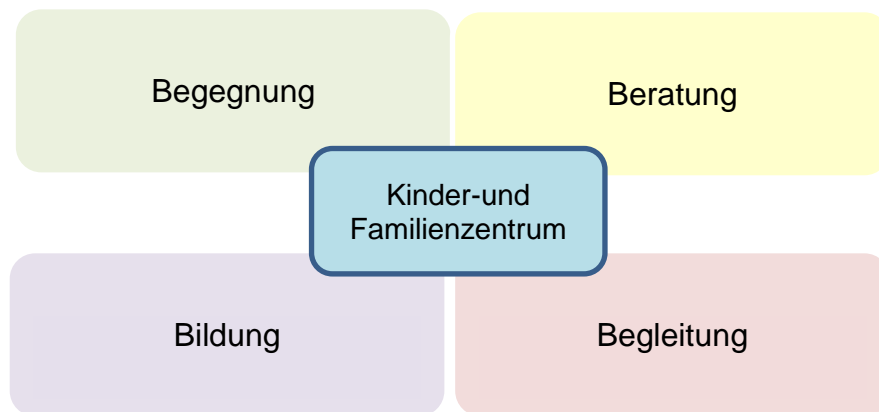 Begegnung
Beratung
Kinder-und
Familienzentrum
Bildung
Begleitung